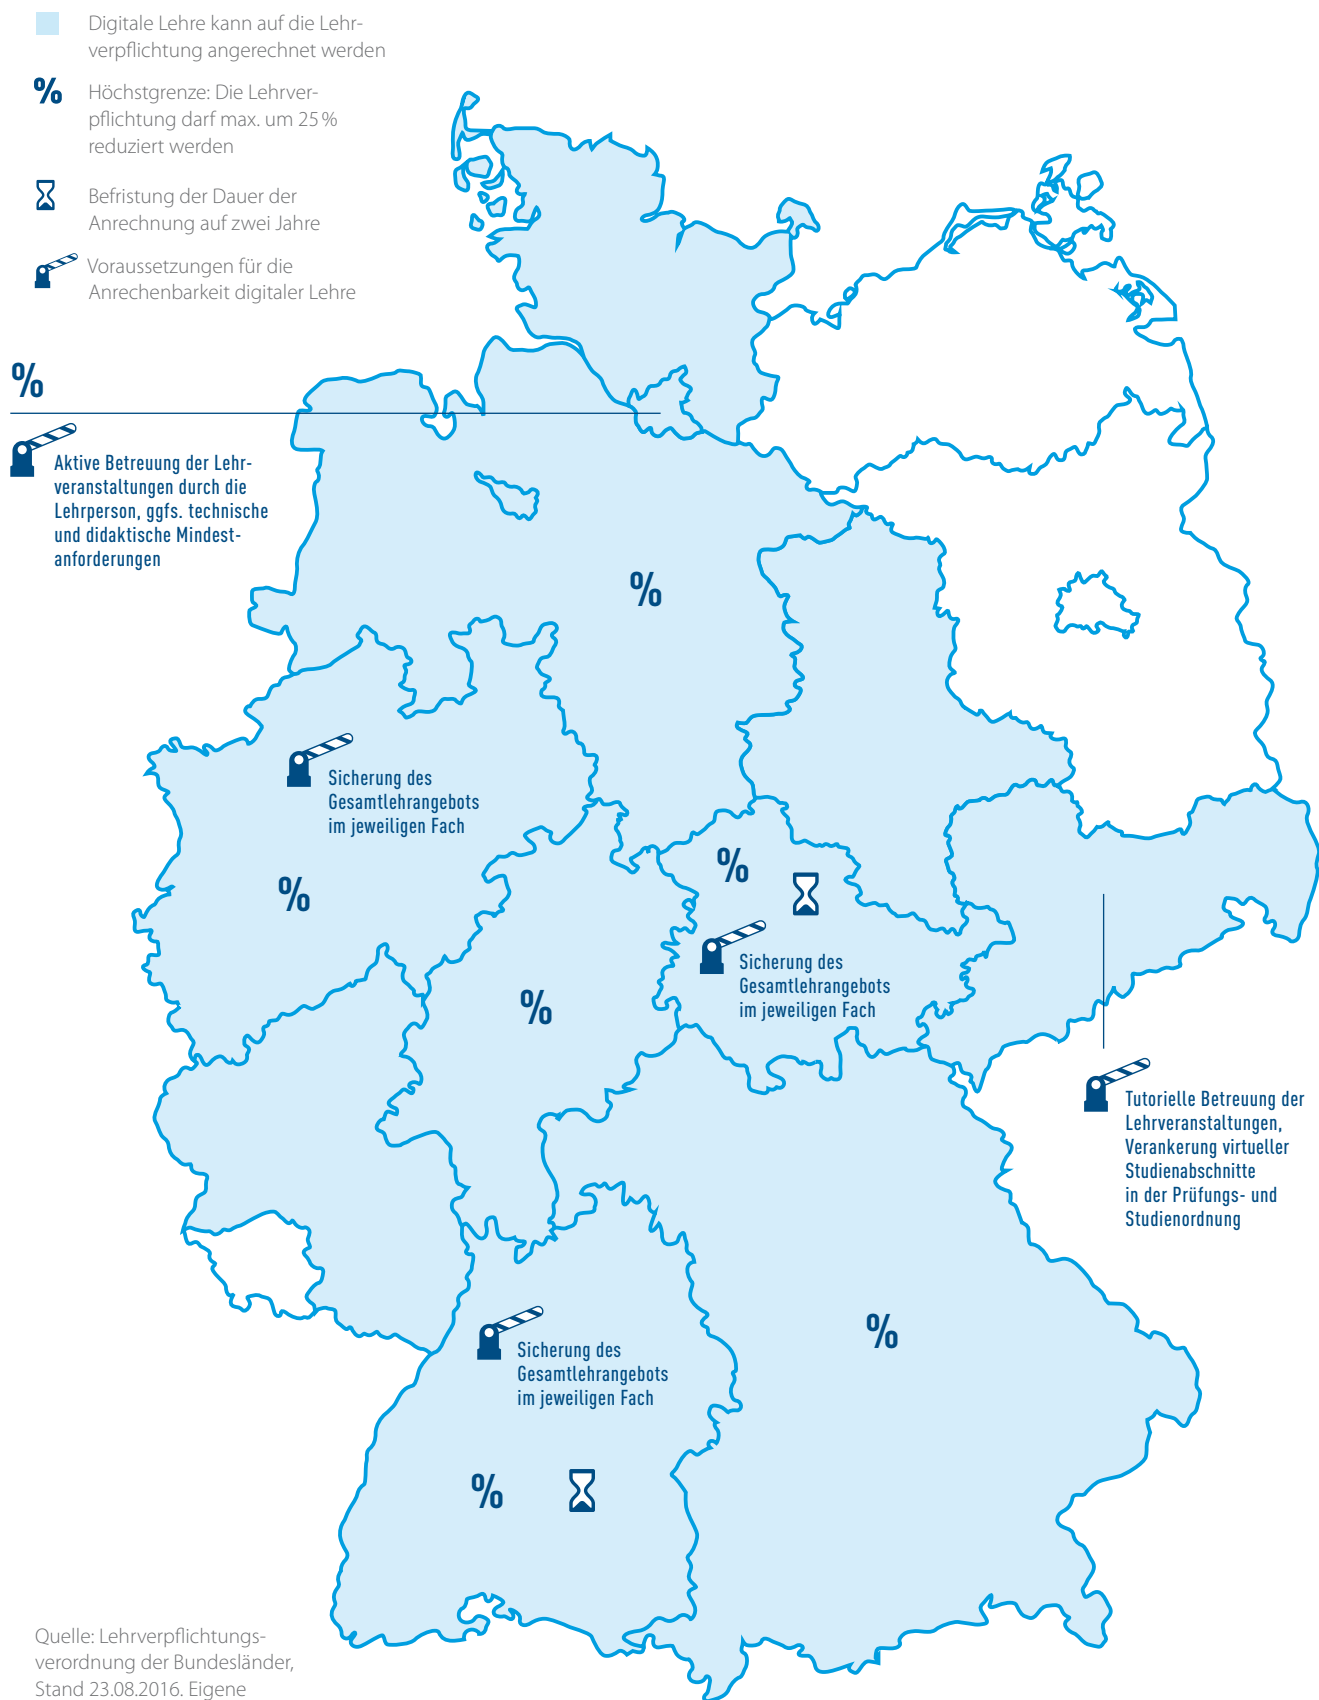 Digitale Lehre kann auf die Lehr-
verpflichtung angerechnet werden
%
Höchstgrenze: Die Lehrver-
pflichtung darf max. um 25 %
reduziert werden
Befristung der Dauer der
Anrechnung auf zwei Jahre
Voraussetzungen für die
Anrechenbarkeit digitaler Lehre
%
Aktive Betreuung der Lehr-
veranstaltungen durch die
Lehrperson, ggfs. technische
und didaktische Mindest-
anforderungen
%
Sicherung des
Gesamtlehrangebots
im jeweiligen Fach
%
%
Sicherung des
Gesamtlehrangebots
im jeweiligen Fach
%
Tutorielle Betreuung der
Lehrveranstaltungen,
Verankerung virtueller
Studienabschnitte
in der Prüfungs- und
Studienordnung
%
Sicherung des
Gesamtlehrangebots
im jeweiligen Fach
%
Quelle: Lehrverpflichtungs-
verordnung der Bundesländer,
Stand 23.08.2016. Eigene